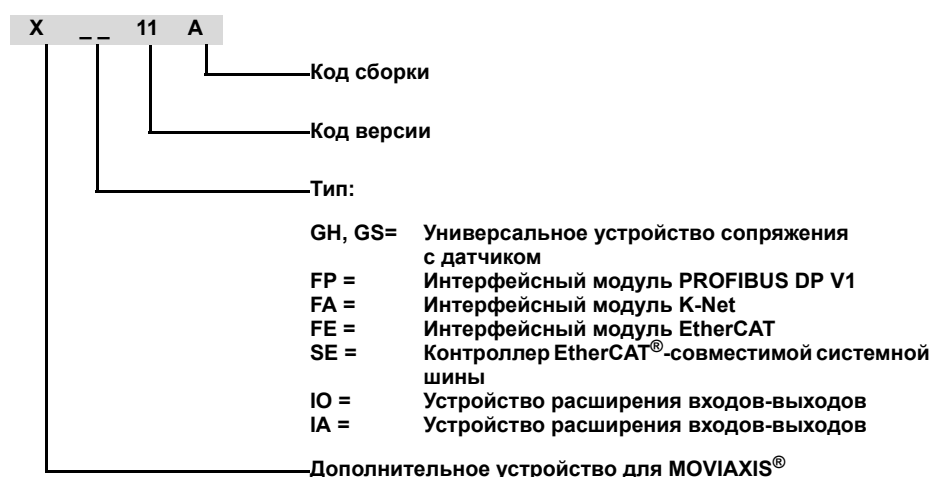 X _ _ 11 A
Код сборки
Код версии
Тип:
GH, GS= Универсальное устройство сопряжения
с датчиком
FP = Интерфейсный модуль PROFIBUS DP V1
FA = Интерфейсный модуль K-Net
FE = Интерфейсный модуль EtherCAT
SE = Контроллер EtherCAT®-совместимой системной
шины
IO = Устройство расширения входов-выходов
IA = Устройство расширения входов-выходов
Дополнительное устройство для MOVIAXIS®